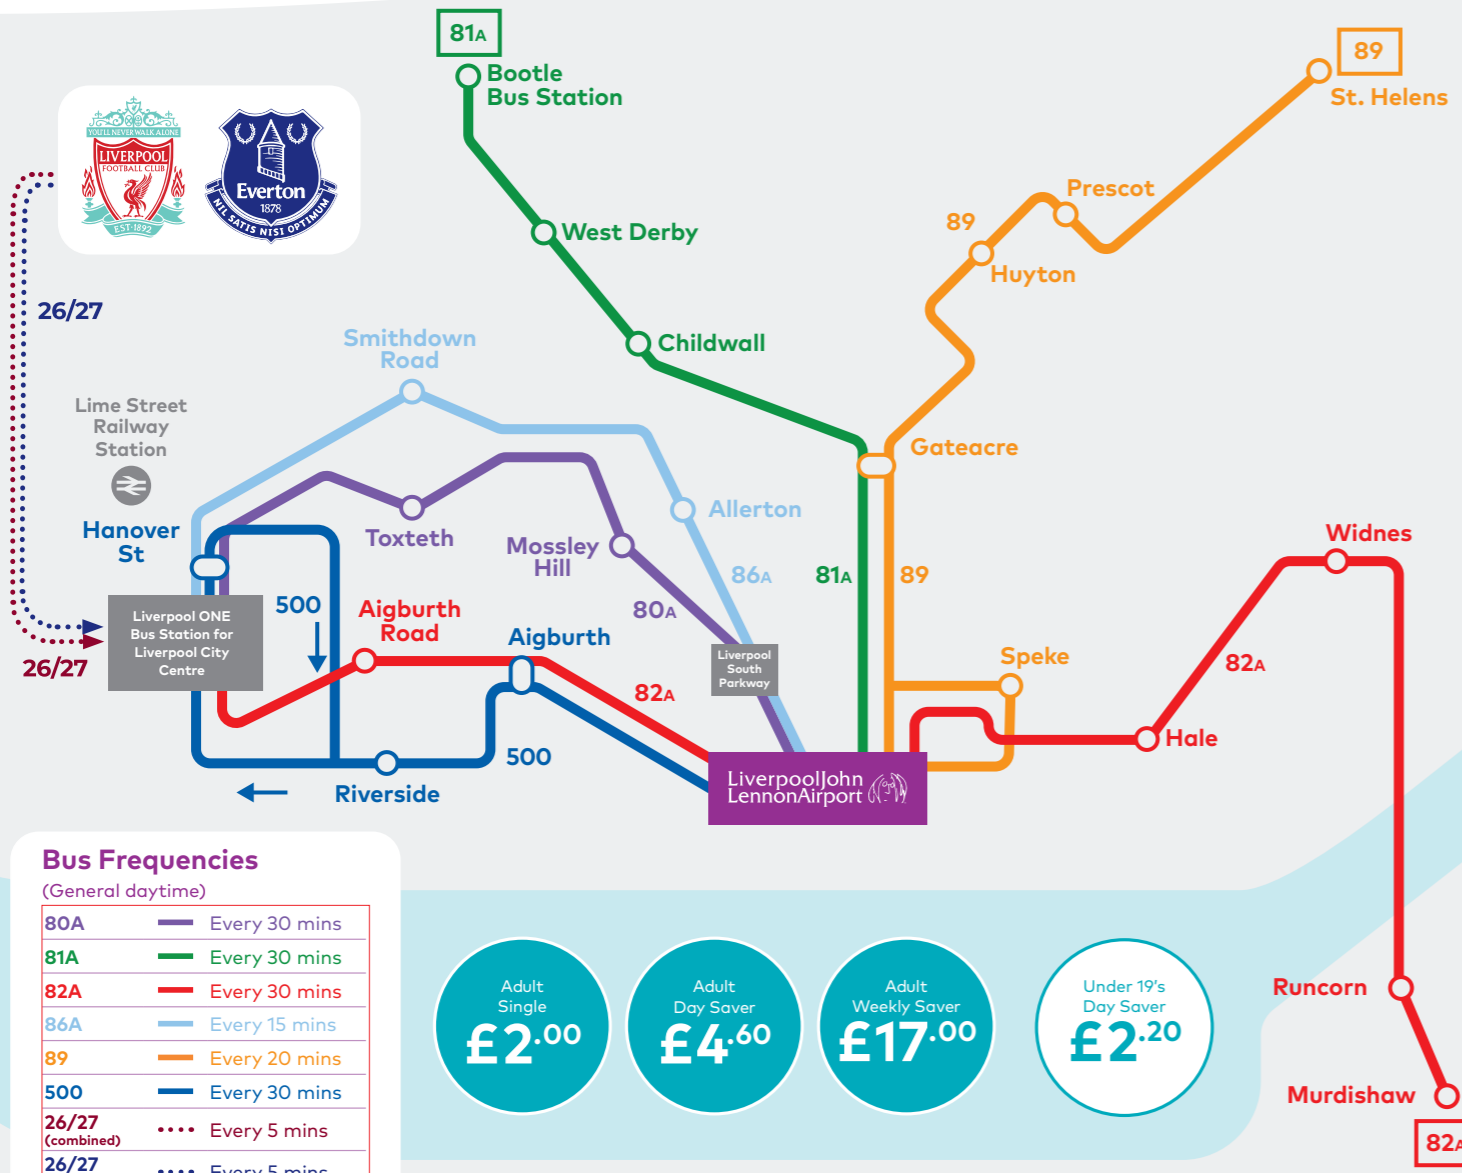 81A
Bootle
Bus Station
89
St. Helens
YOU'LL NEVER WALK ALONE
LIVERPOOL
FOOTBALL CLUB
EST·1892
Everton
1878
NIL SATIS NISI OPTIMUM
Prescot
89
Huyton
West Derby
26/27
Smithdown
Road
Childwall
Lime Street
Railway
Station
Gateacre
Hanover
St
Toxteth
Mossley
Hill
Allerton
86A
81A
89
Widnes
80A
Liverpool ONE
Bus Station for
Liverpool City
Centre
500
Aigburth
Road
Aigburth
Liverpool
South
Parkway
Speke
82A
26/27
82A
Hale
500
Riverside
LiverpoolJohn
LennonAirport
Bus Frequencies
(General daytime)
80A Every 30 mins
81A Every 30 mins
82A Every 30 mins
86A Every 15 mins
89 Every 20 mins
500 Every 30 mins
26/27
(combined) Every 5 mins
26/27 Every 5 mins
Adult
Single
£2.00
Adult
Day Saver
£4.60
Adult
Weekly Saver
£17.00
Under 19's
Day Saver
£2.20
Runcorn
Murdishaw
82A